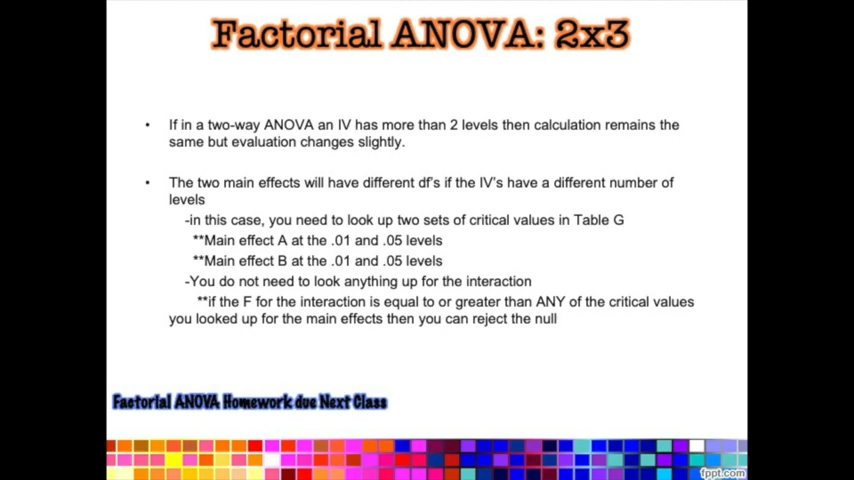 Factorial ANOVA: 2x3
• If in a two-way ANOVA an IV has more than 2 levels then calculation remains the
same but evaluation changes slightly.
• The two main effects will have different df's if the IV's have a different number of
levels
-in this case, you need to look up two sets of critical values in Table G
**Main effect A at the .01 and .05 levels
**Main effect B at the .01 and .05 levels
-You do not need to look anything up for the interaction
**if the F for the interaction is equal to or greater than ANY of the critical values
you looked up for the main effects then you can reject the null
Factorial ANOVA Homework due Next Class
fppt.com